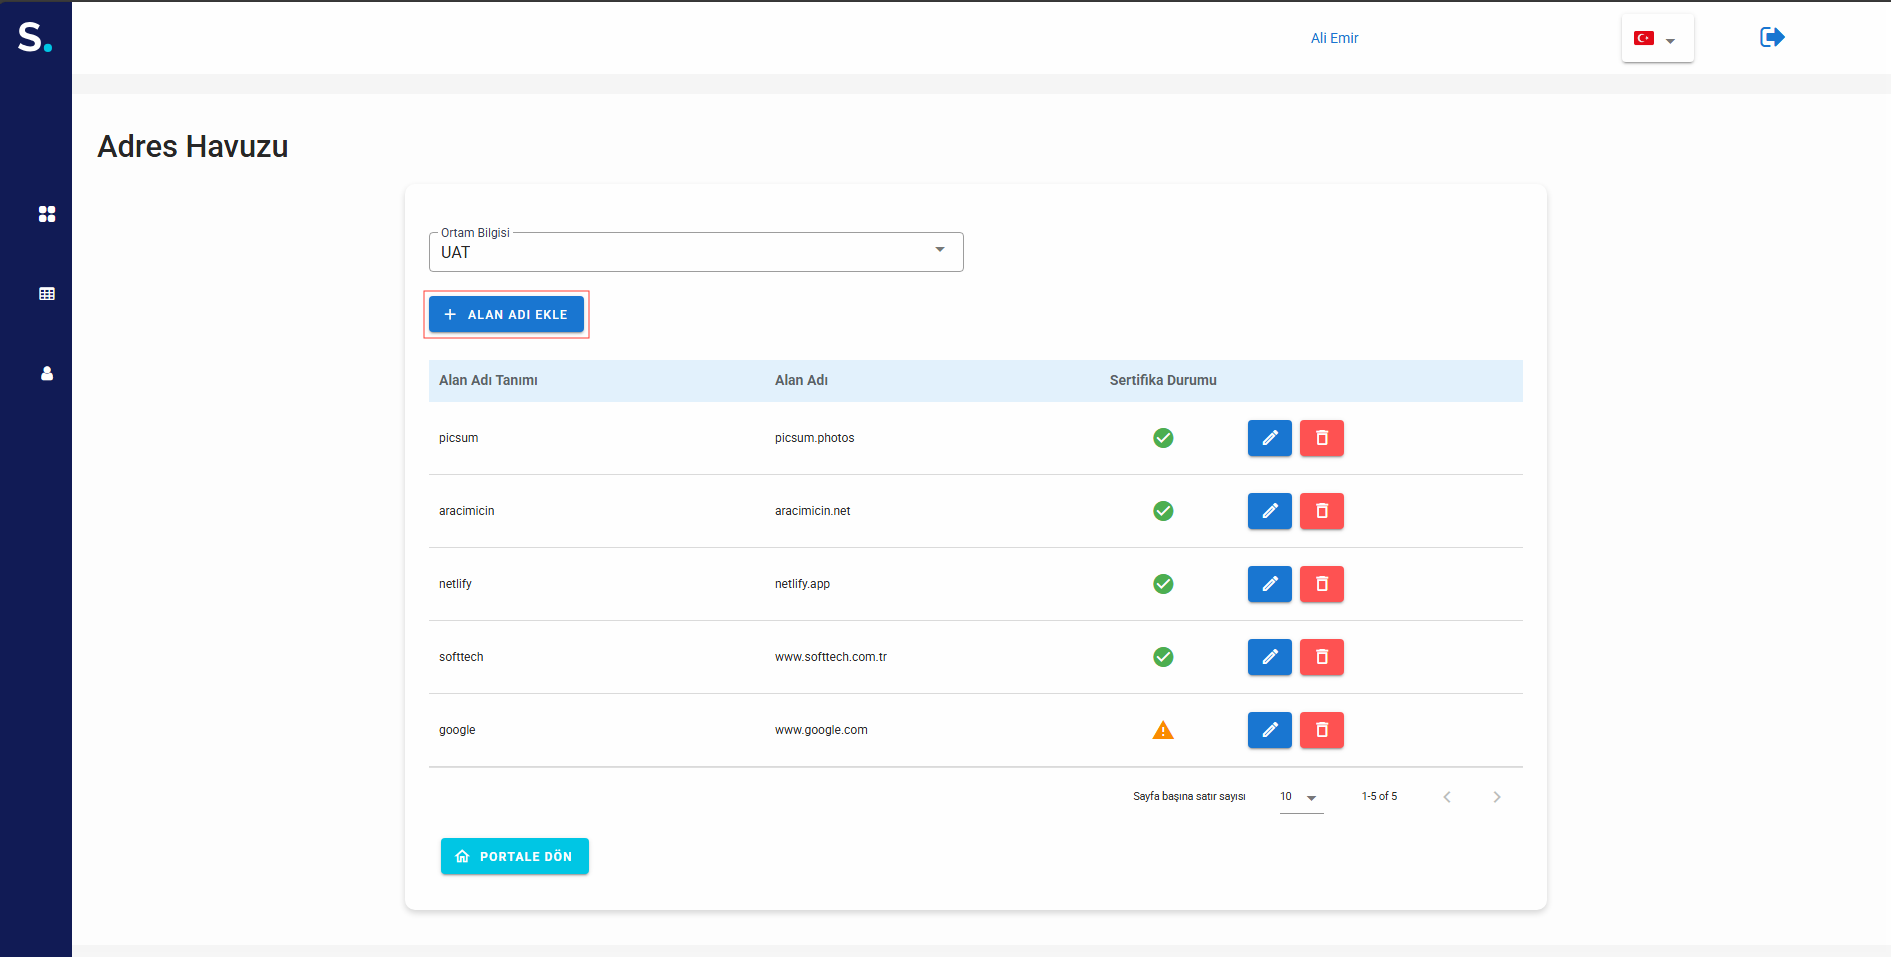 S.
Ali Emir
Adres Havuzu
Ortam Bilgisi
UAT
ALAN ADI EKLE
Alan Adı Tanımı Alan Adı Sertifika Durumu
picsum picsum.photos
aracimicin aracimicin.net
netlify netlify.app
softtech www.softtech.com.tr
google www.google.com
Sayfa başına satır sayısı 10 1-5 of 5
PORTALE DÖN